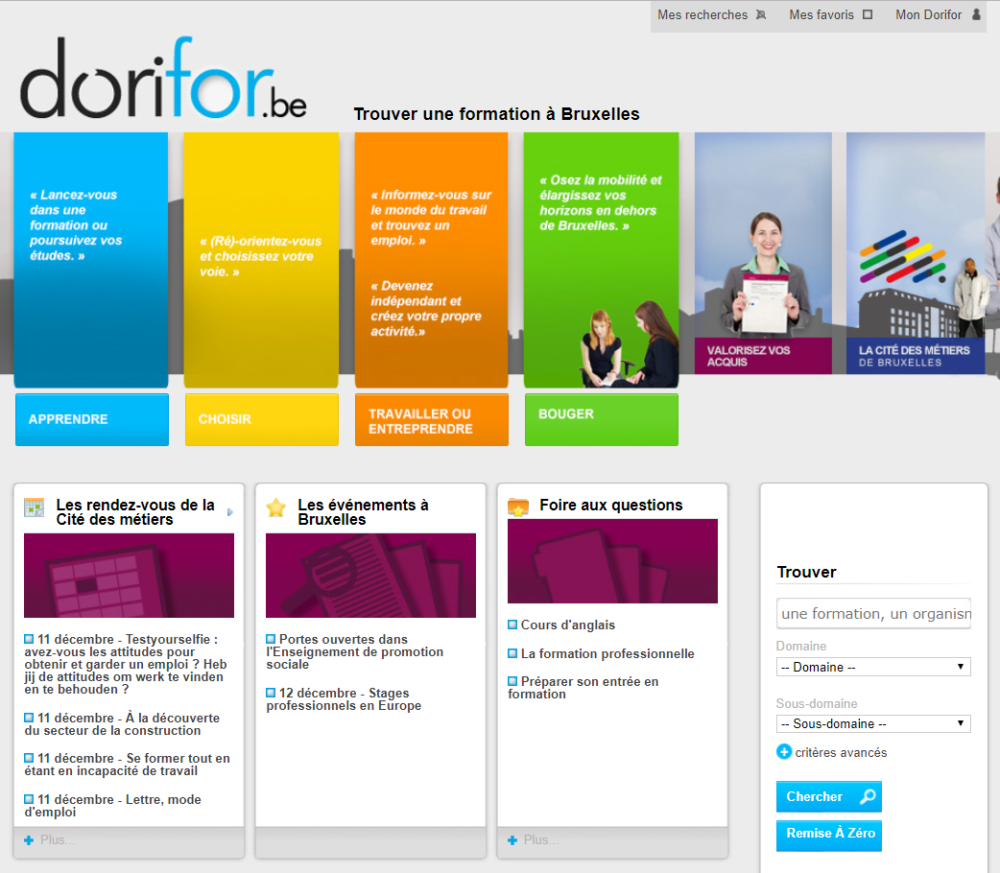 Mes recherches
Mes favoris
Mon Dorifor
dorifor.be
Trouver une formation à Bruxelles
« Lancez-vous
dans une
formation ou
poursuivez vos
études. »
« (Ré)-orientez-vous
et choisissez votre
voie. »
« Informez-vous sur
le monde du travail
et trouvez un
emploi. »
« Devenez
indépendant et
créez votre propre
activité.»
« Osez la mobilité et
élargissez vos
horizons en dehors
de Bruxelles. »
VALORISEZ VOS
ACQUIS
LA CITÉ DES MÉTIERS
DE BRUXELLES
APPRENDRE
CHOISIR
TRAVAILLER OU
ENTREPRENDRE
BOUGER
Les rendez-vous de la
Cité des métiers
11 décembre - Testyourselfie :
avez-vous les attitudes pour
obtenir et garder un emploi ? Heb
jij de attitudes om werk te vinden
en te behouden ?
11 décembre - À la découverte
du secteur de la construction
11 décembre - Se former tout en
étant en incapacité de travail
11 décembre - Lettre, mode
d'emploi
Plus...
Les événements à
Bruxelles
Portes ouvertes dans
l'Enseignement de promotion
sociale
12 décembre - Stages
professionnels en Europe
Foire aux questions
Cours d'anglais
La formation professionnelle
Préparer son entrée en
formation
Plus...
Trouver
une formation, un organisn
Domaine
-- Domaine --
Sous-domaine
-- Sous-domaine --
critères avancés
Chercher
Remise À Zéro